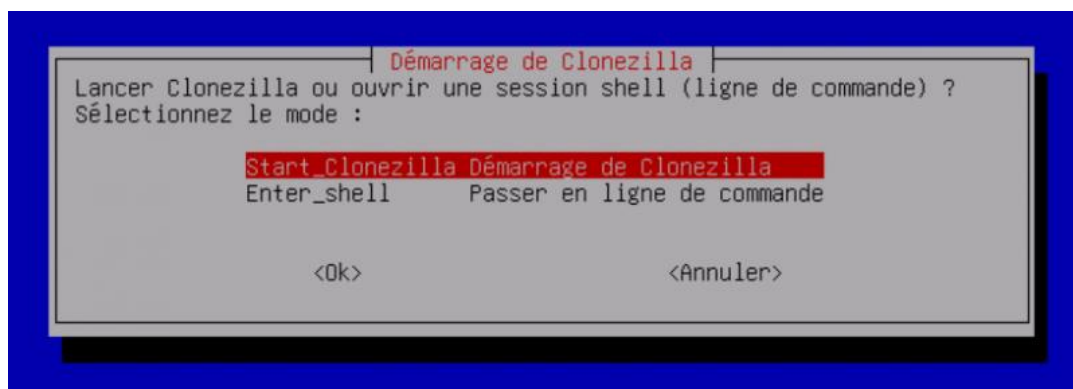 Démarrage de Clonezilla
Lancer Clonezilla ou ouvrir une session shell (ligne de commande) ?
Sélectionnez le mode :
Start_Clonezilla Démarrage de Clonezilla
Enter_shell Passer en ligne de commande
<Ok> <Annuler>